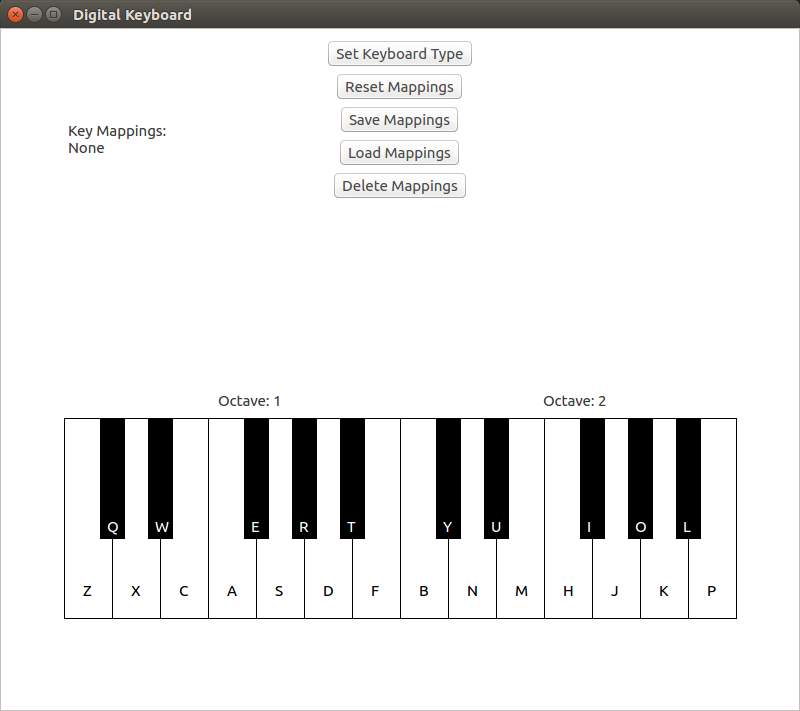 Digital Keyboard
Set Keyboard Type
Reset Mappings
Save Mappings
Load Mappings
Delete Mappings
Key Mappings:
None
Octave: 1 Octave: 2
Q W E R T Y U I O L
Z X C A S D F B N M H J K P